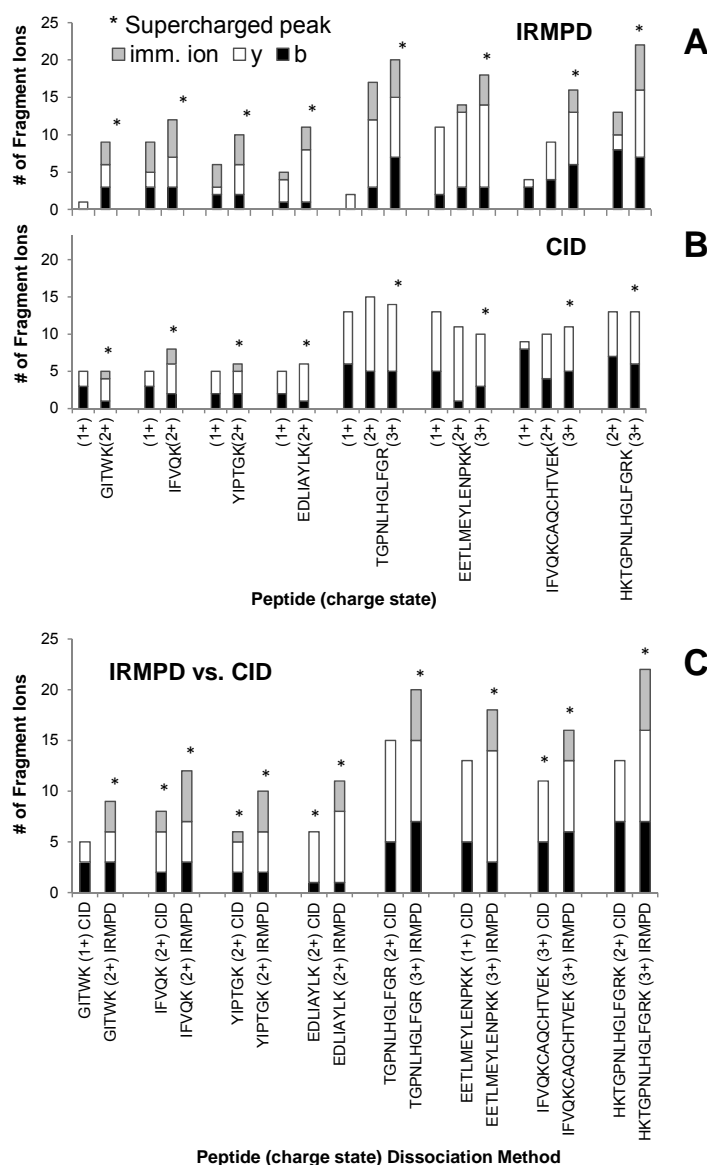 * Supercharged peak
imm. ion y b
IRMPD
A
# of Fragment Ions
25
20
15
10
5
0
*
*
*
*
*
*
*
*
CID
B
# of Fragment Ions
20
15
10
5
0
*
*
*
*
*
*
*
*
(1+)
GITWK(2+)
(1+)
IFVQK(2+)
(1+)
YIPTGK(2+)
(1+)
EDLIAYLK(2+)
(1+)
(2+)
(3+)
TGPNLHGLFGR
(1+)
(2+)
(3+)
EETLMEYLENPKK
(1+)
(2+)
(3+)
IFVQKCAQCHTVEK
(2+)
(3+)
HKTGPNLHGLFGRK
Peptide (charge state)
IRMPD vs. CID
C
# of Fragment Ions
25
20
15
10
5
0
*
*
*
*
*
*
*
*
*
*
*
*
GITWK (1+) CID
GITWK (2+) IRMPD
IFVQK (2+) CID
IFVQK (2+) IRMPD
YIPTGK (2+) CID
YIPTGK (2+) IRMPD
EDLIAYLK (2+) CID
EDLIAYLK (2+) IRMPD
TGPNLHGLFGR (2+) CID
TGPNLHGLFGR (3+) IRMPD
EETLMEYLENPKK (1+) CID
EETLMEYLENPKK (3+) IRMPD
IFVQKCAQCHTVEK (3+) CID
IFVQKCAQCHTVEK (3+) IRMPD
HKTGPNLHGLFGRK (2+) CID
HKTGPNLHGLFGRK (3+) IRMPD
Peptide (charge state) Dissociation Method